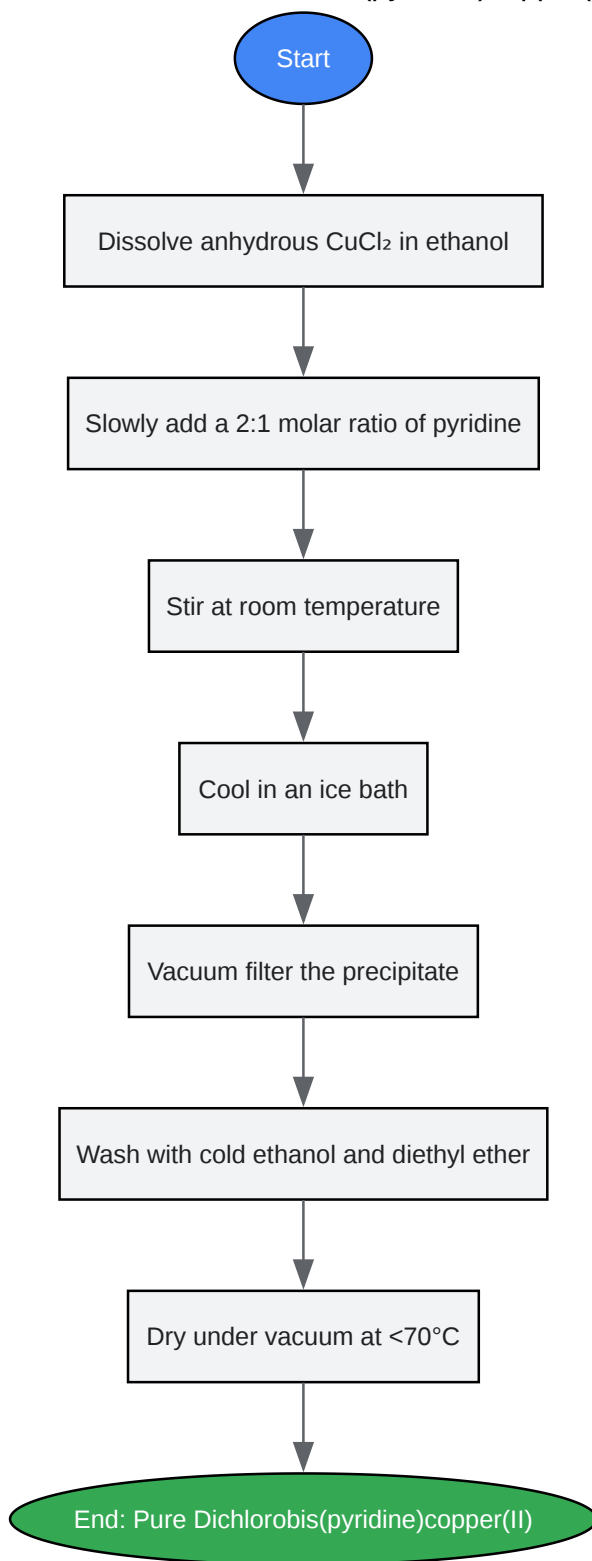 Start
Dissolve anhydrous CuCl₂ in ethanol
Slowly add a 2:1 molar ratio of pyridine
Stir at room temperature
Cool in an ice bath
Vacuum filter the precipitate
Wash with cold ethanol and diethyl ether
Dry under vacuum at <70°C
End: Pure Dichlorobis(pyridine)copper(II)